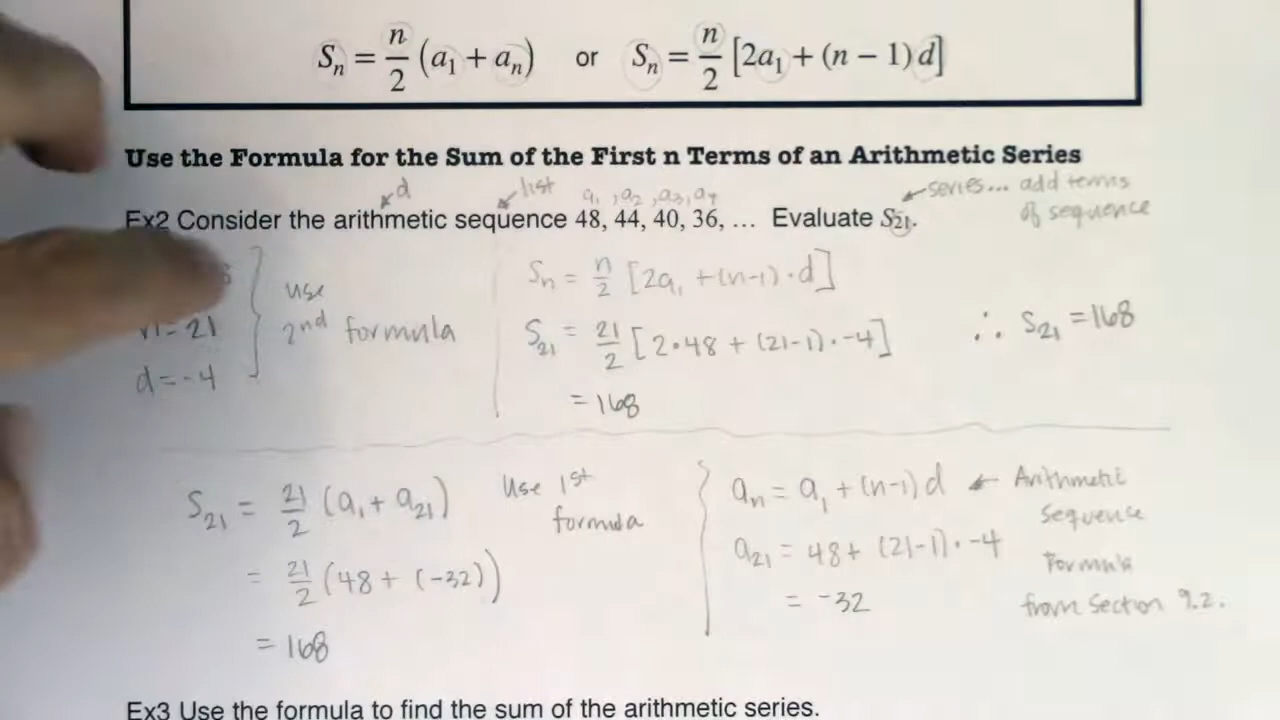 Sₙ = n/2 (a₁ + aₙ) or Sₙ = n/2 [2a₁ + (n − 1) d]
Use the Formula for the Sum of the First n Terms of an Arithmetic Series
d list a₁, a₂, a₃, a₄ series... add terms
of sequence
Ex2 Consider the arithmetic sequence 48, 44, 40, 36, … Evaluate S₂₁.
n = 21
d = -4
use
2nd formula
Sₙ = n/2 [2a₁ + (n-1)·d]
S₂₁ = 21/2 [2•48 + (21-1)·-4]
= 168
∴ S₂₁ = 168
S₂₁ = 21/2 (a₁ + a₂₁)
= 21/2 (48 + (-32))
= 168
Use 1st
formula
aₙ = a₁ + (n-1)d ← Arithmetic
Sequence
Formula
from Section 9.2.
a₂₁ = 48 + (21-1)·-4
= -32
Ex3 Use the formula to find the sum of the arithmetic series.